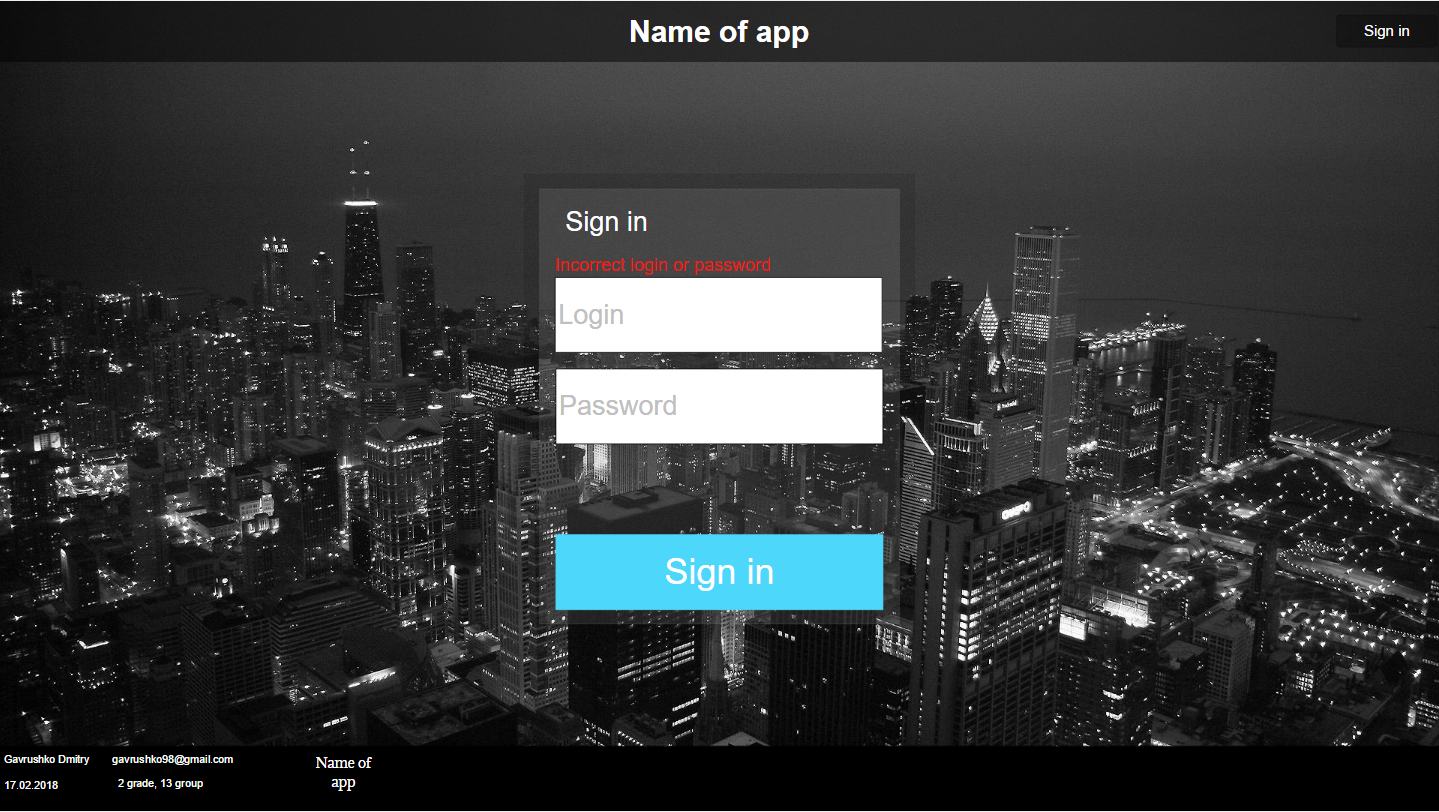 Name of app
Sign in
Sign in
Incorrect login or password
Login
Password
Sign in
Gavrushko Dmitry
gavrushko98@gmail.com
Name of
app
17.02.2018
2 grade, 13 group